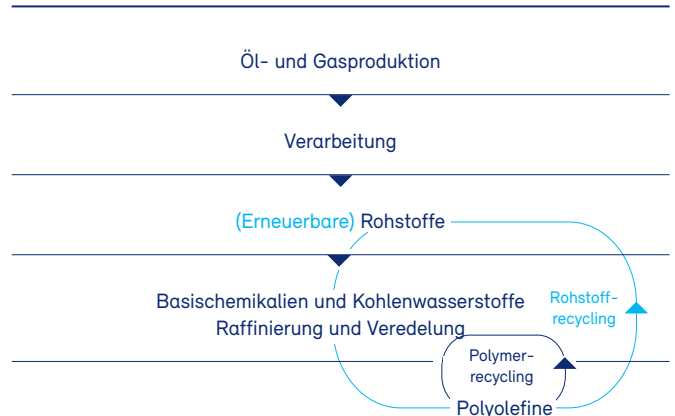 Öl- und Gasproduktion
Verarbeitung
(Erneuerbare) Rohstoffe
Basischemikalien und Kohlenwasserstoffe
Raffinierung und Veredelung
Rohstoff-
recycling
Polymer-
recycling
Polyolefine